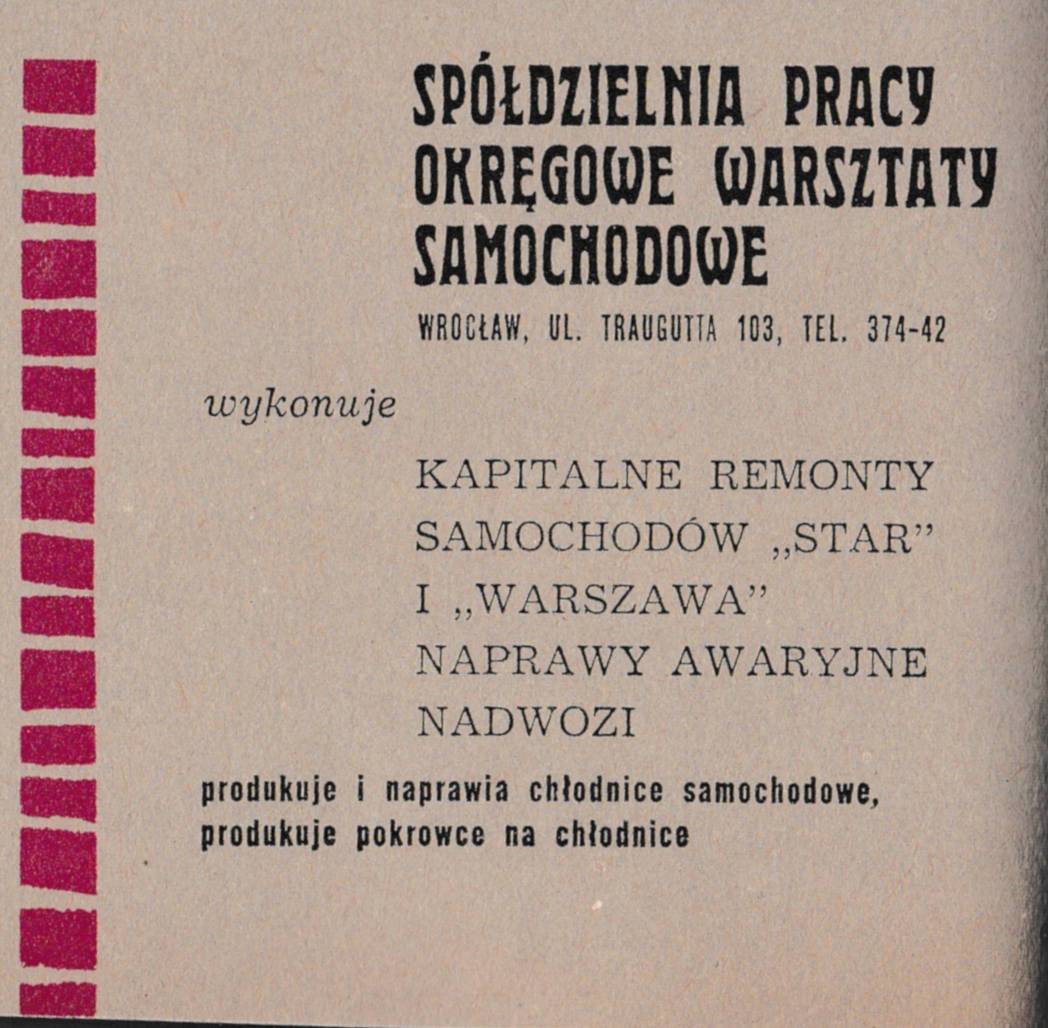 SPÓŁDZIELNIA PRACY
OKRĘGOWE WARSZTATY
SAMOCHODOWE
WROCŁAW, UL. TRAUGUTTA 103, TEL. 374-42
wykonuje
KAPITALNE REMONTY
SAMOCHODÓW „STAR”
I „WARSZAWA”
NAPRAWY AWARYJNE
NADWOZI
produkuje i naprawia chłodnice samochodowe,
produkuje pokrowce na chłodnice